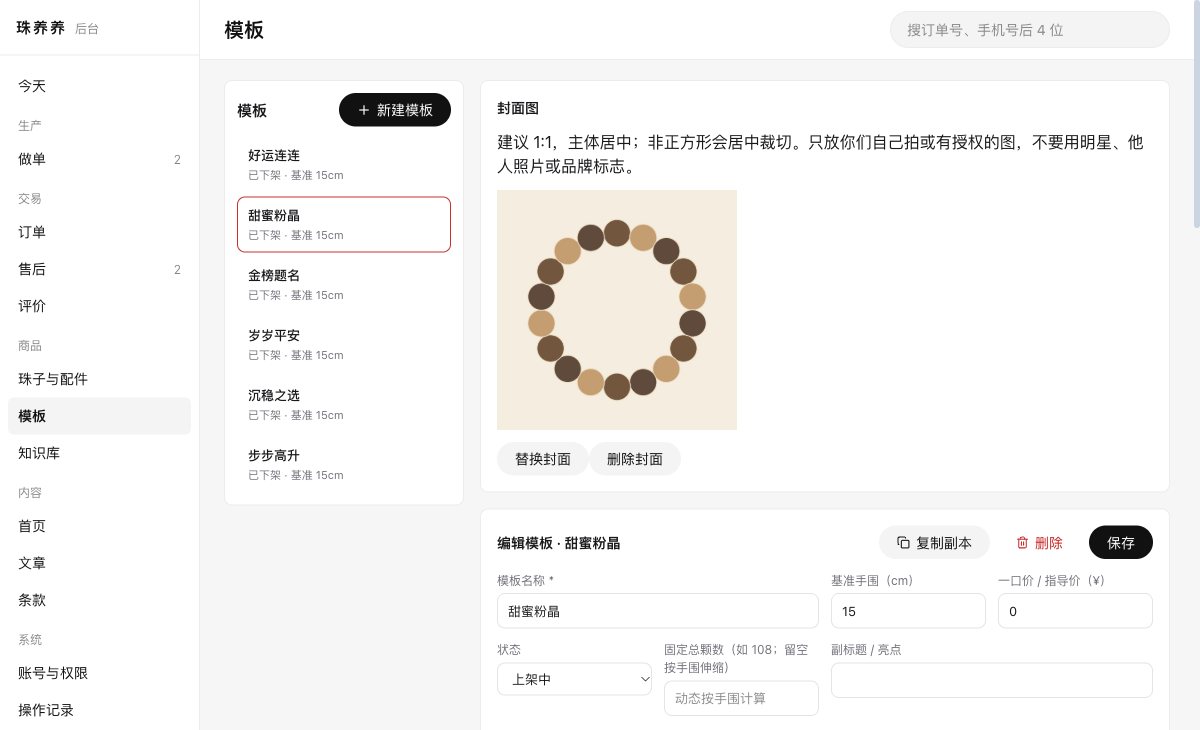 珠养养 后台
今天
生产
做单 2
交易
订单
售后 2
评价
商品
珠子与配件
模板
知识库
内容
首页
文章
条款
系统
账号与权限
操作记录
模板
搜订单号、手机号后 4 位
模板
新建模板
好运连连
已下架 · 基准 15cm
甜蜜粉晶
已下架 · 基准 15cm
金榜题名
已下架 · 基准 15cm
岁岁平安
已下架 · 基准 15cm
沉稳之选
已下架 · 基准 15cm
步步高升
已下架 · 基准 15cm
封面图
建议 1:1，主体居中；非正方形会居中裁切。只放你们自己拍或有授权的图，不要用明星、他
人照片或品牌标志。
替换封面 删除封面
编辑模板 · 甜蜜粉晶
复制副本 删除 保存
模板名称 * 基准手围（cm） 一口价 / 指导价（¥）
甜蜜粉晶 15 0
状态 固定总颗数（如 108；留空
按手围伸缩） 副标题 / 亮点
上架中 动态按手围计算